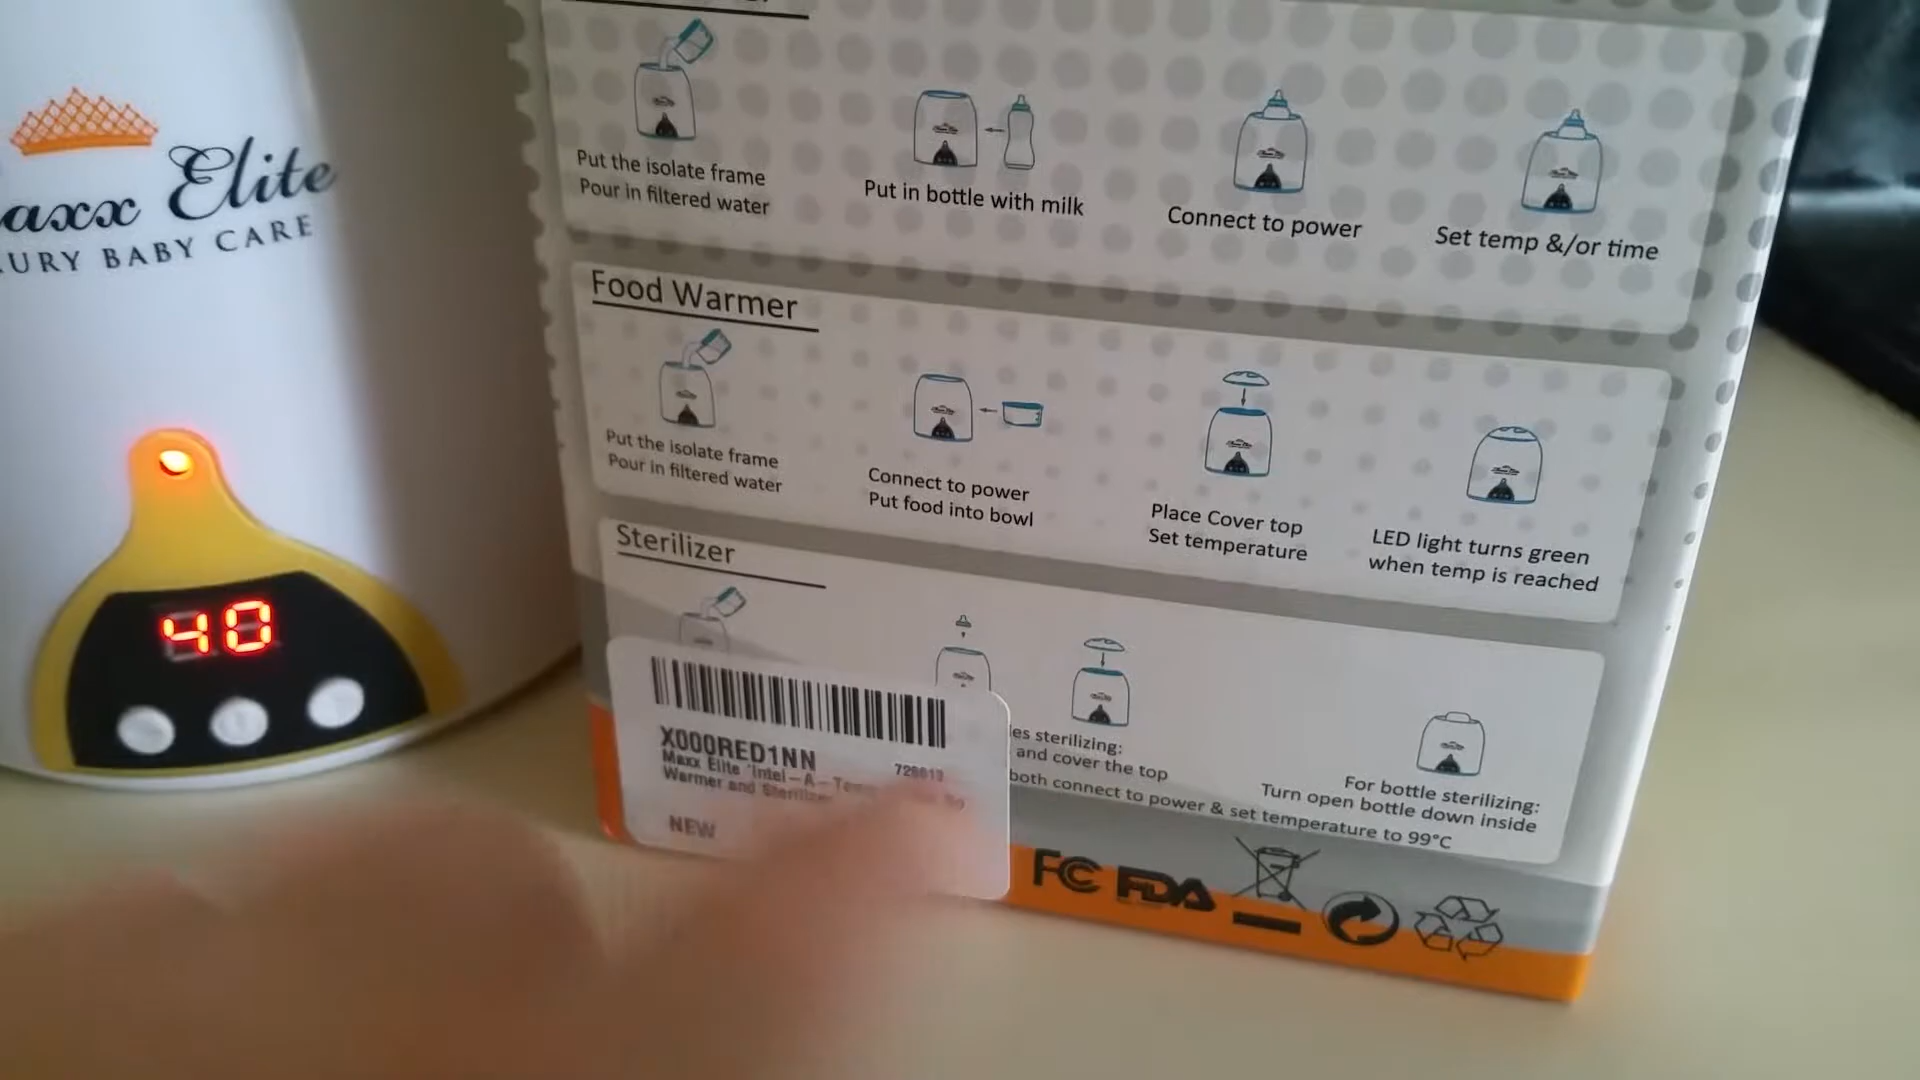 Elite
URY BABY CARE
40
Put the isolate frame
Pour in filtered water
Put in bottle with milk
Connect to power
Set temp &/or time
Food Warmer
Put the isolate frame
Pour in filtered water
Connect to power
Put food into bowl
Place Cover top
Set temperature
LED light turns green
when temp is reached
Sterilizer
les sterilizing:
and cover the top
both connect to power & set temperature to 99°C
For bottle sterilizing:
Turn open bottle down inside
X000RED1NN
Maxx Elite 'Intel-A-
Warmer and Sterilizer
NEW
FC FDA